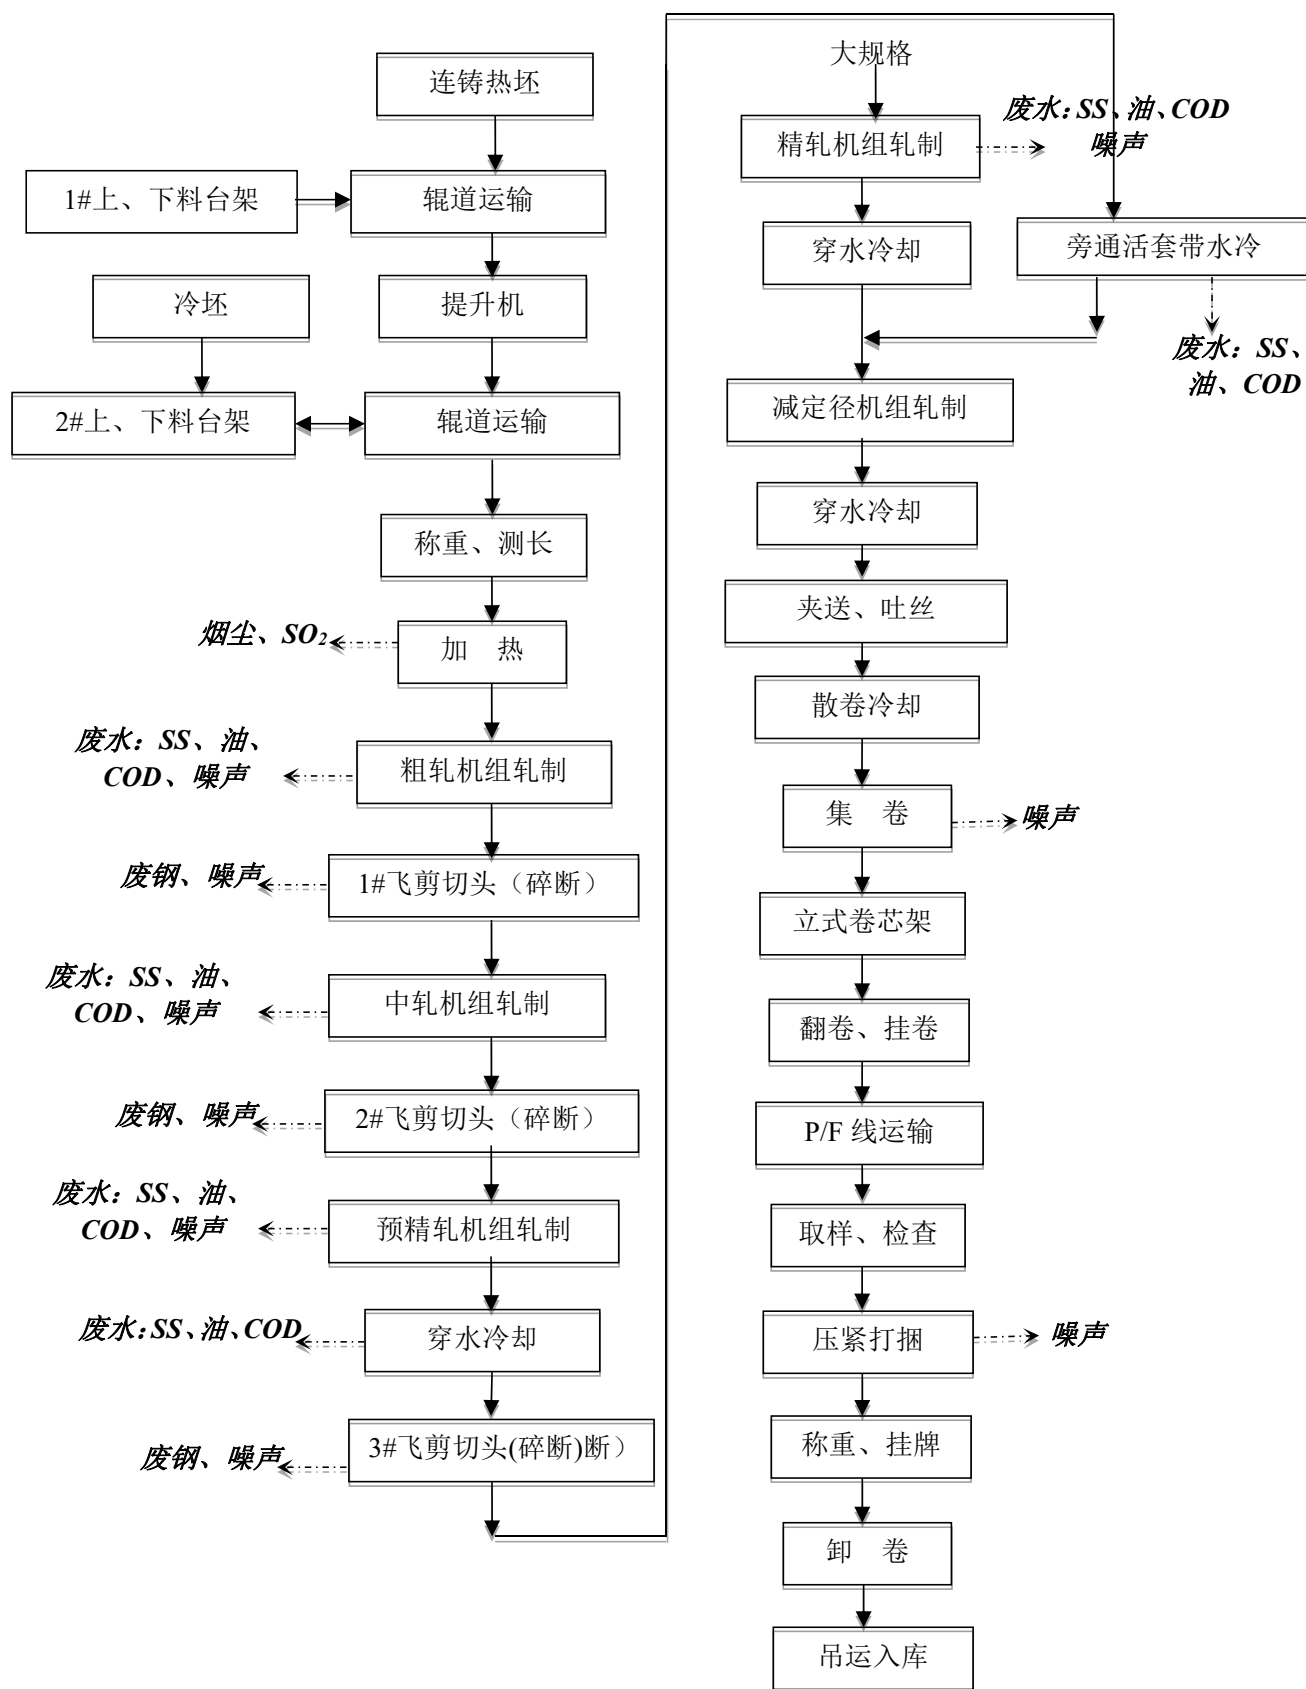 连铸热坯
1#上、下料台架
辊道运输
冷坯
提升机
2#上、下料台架
辊道运输
称重、测长
烟尘、SO₂
加 热
废水：SS、油、
COD、噪声
粗轧机组轧制
废钢、噪声
1#飞剪切头（碎断）
废水：SS、油、
COD、噪声
中轧机组轧制
废钢、噪声
2#飞剪切头（碎断）
废水：SS、油、
COD、噪声
预精轧机组轧制
废水：SS、油、COD
穿水冷却
废钢、噪声
3#飞剪切头(碎断)断）
大规格
精轧机组轧制
废水：SS、油、COD
噪声
穿水冷却
旁通活套带水冷
废水：SS、
油、COD
减定径机组轧制
穿水冷却
夹送、吐丝
散卷冷却
集 卷
噪声
立式卷芯架
翻卷、挂卷
P/F 线运输
取样、检查
压紧打捆
噪声
称重、挂牌
卸 卷
吊运入库